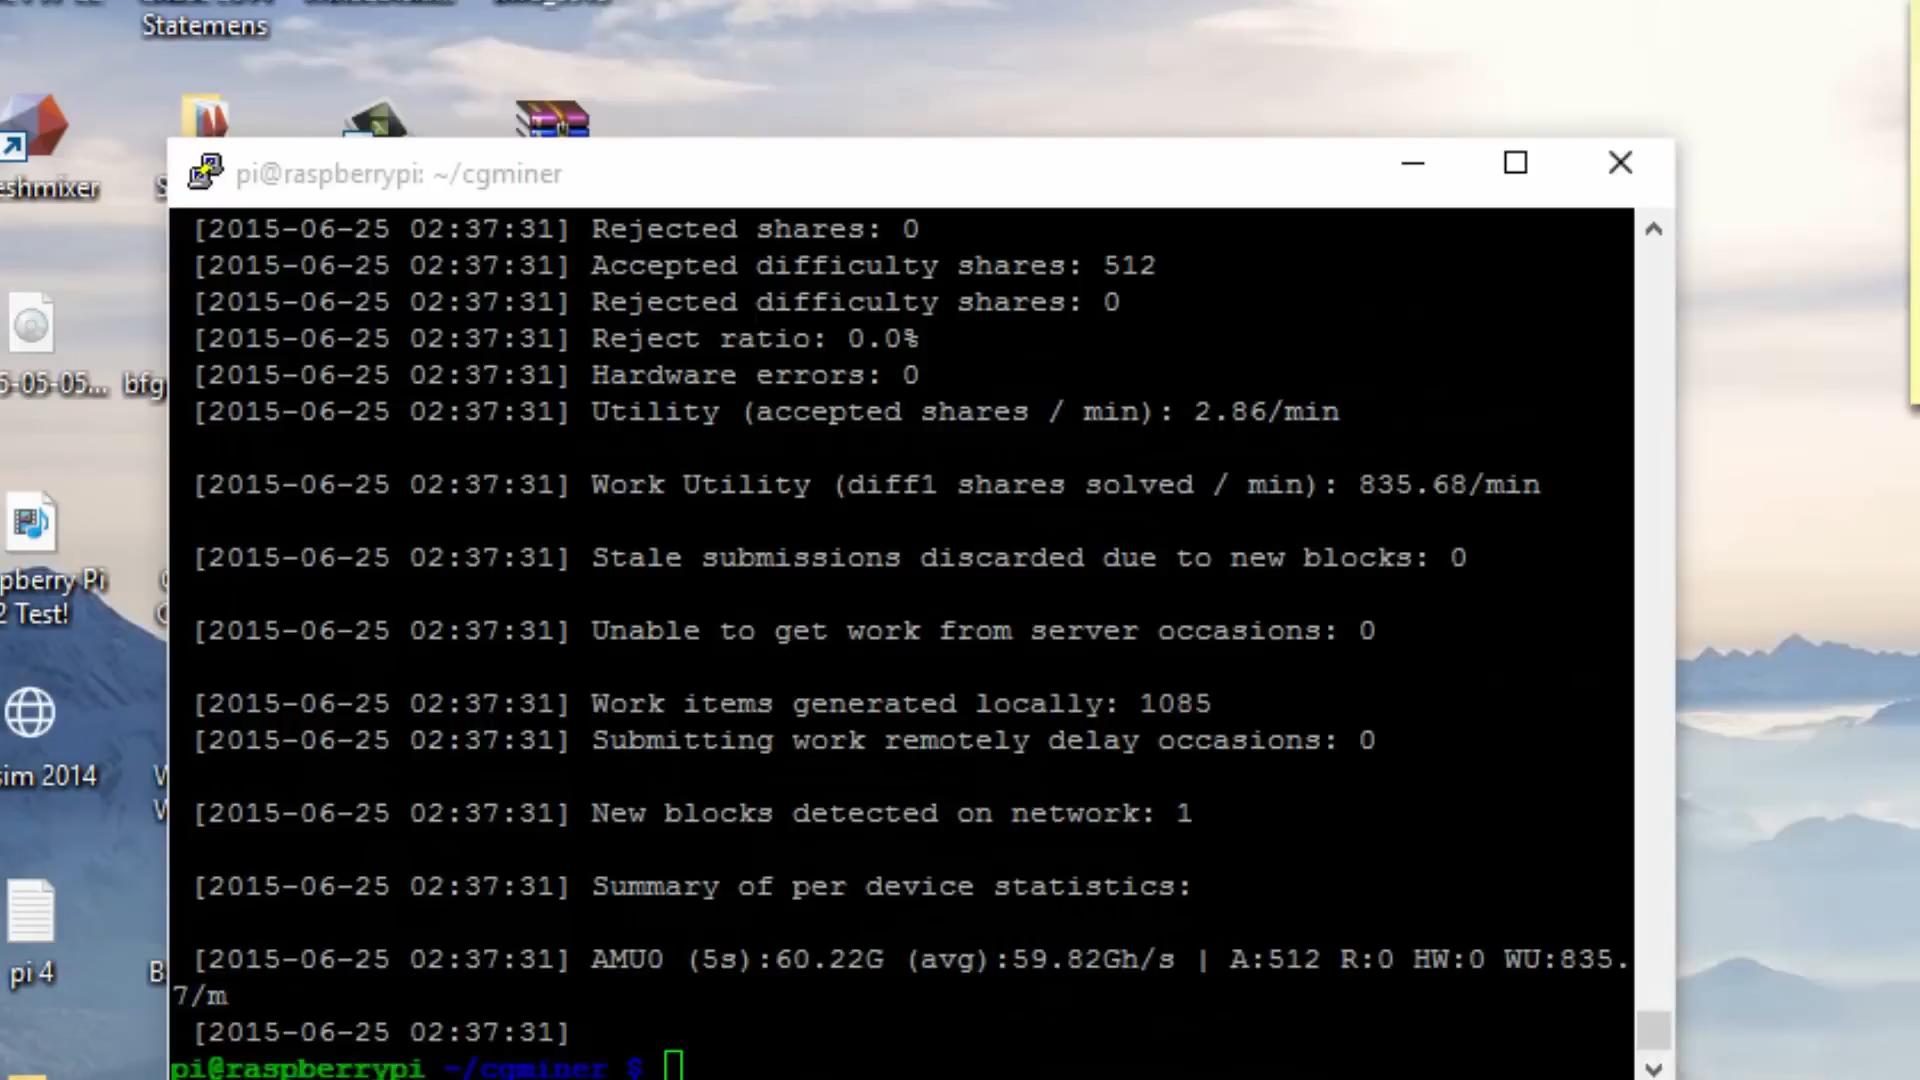 Statemens
pi@raspberrypi: ~/cgminer
eshmixer
[2015-06-25 02:37:31] Rejected shares: 0
[2015-06-25 02:37:31] Accepted difficulty shares: 512
[2015-06-25 02:37:31] Rejected difficulty shares: 0
[2015-06-25 02:37:31] Reject ratio: 0.0%
[2015-06-25 02:37:31] Hardware errors: 0
[2015-06-25 02:37:31] Utility (accepted shares / min): 2.86/min
[2015-06-25 02:37:31] Work Utility (diff1 shares solved / min): 835.68/min
[2015-06-25 02:37:31] Stale submissions discarded due to new blocks: 0
[2015-06-25 02:37:31] Unable to get work from server occasions: 0
[2015-06-25 02:37:31] Work items generated locally: 1085
[2015-06-25 02:37:31] Submitting work remotely delay occasions: 0
[2015-06-25 02:37:31] New blocks detected on network: 1
[2015-06-25 02:37:31] Summary of per device statistics:
[2015-06-25 02:37:31] AMU0 (5s):60.22G (avg):59.82Gh/s | A:512 R:0 HW:0 WU:835.
7/m
[2015-06-25 02:37:31]
pi@raspberrypi ~/cgminer $
5-05-05... bfg
pberry Pi
2 Test!
sim 2014
pi 4
B